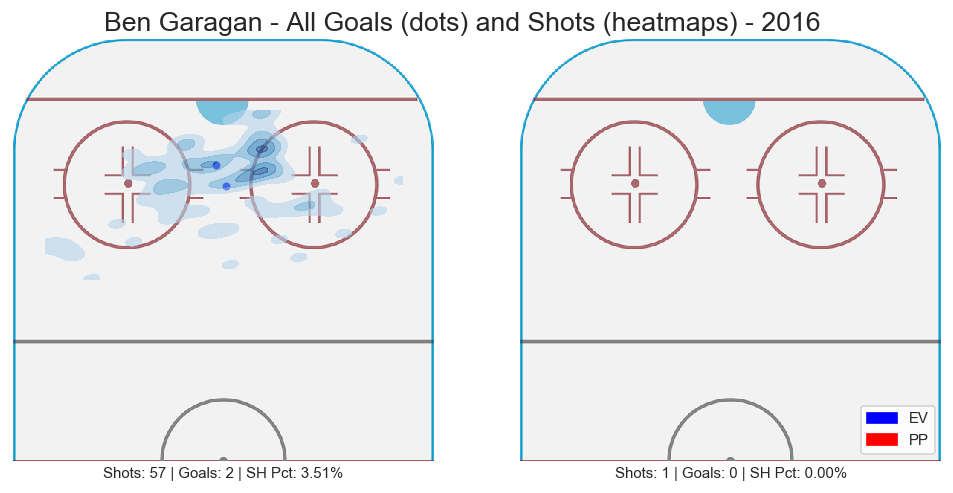 Ben Garagan - All Goals (dots) and Shots (heatmaps) - 2016
EV
PP
Shots: 57 | Goals: 2 | SH Pct: 3.51%
Shots: 1 | Goals: 0 | SH Pct: 0.00%